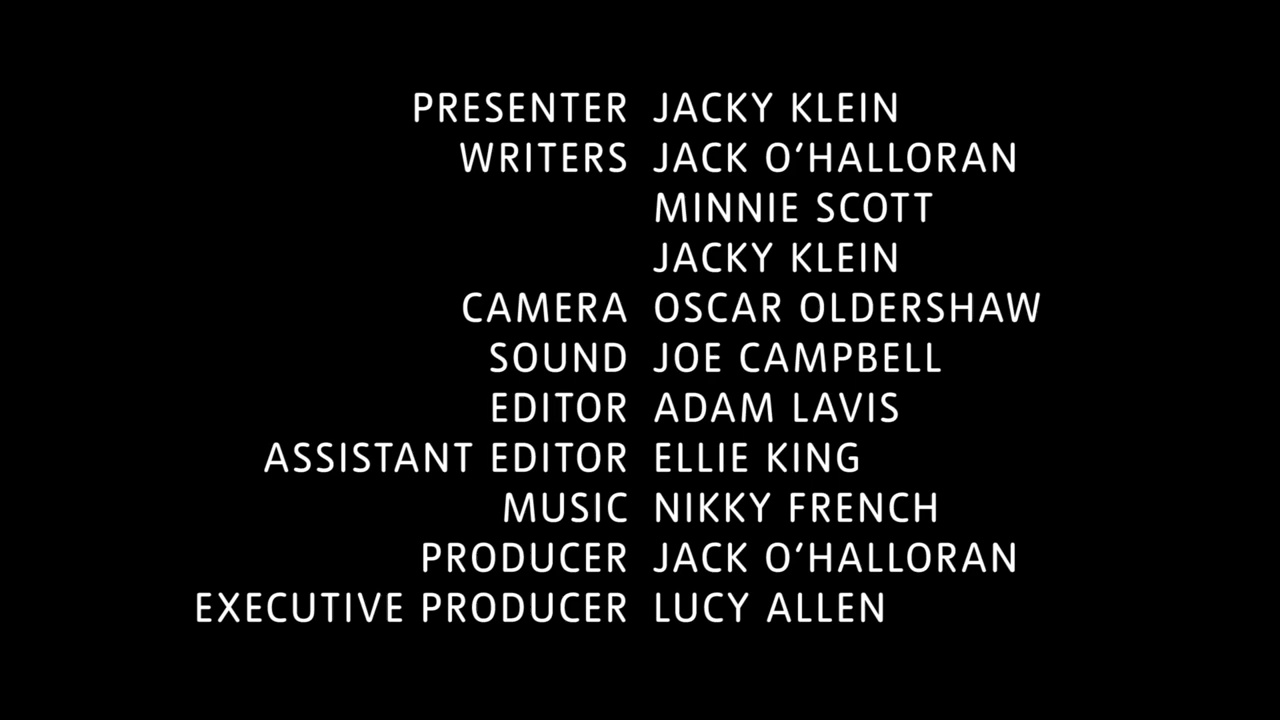 PRESENTER JACKY KLEIN
WRITERS JACK O'HALLORAN
MINNIE SCOTT
JACKY KLEIN
CAMERA OSCAR OLDERSHAW
SOUND JOE CAMPBELL
EDITOR ADAM LAVIS
ASSISTANT EDITOR ELLIE KING
MUSIC NIKKY FRENCH
PRODUCER JACK O'HALLORAN
EXECUTIVE PRODUCER LUCY ALLEN